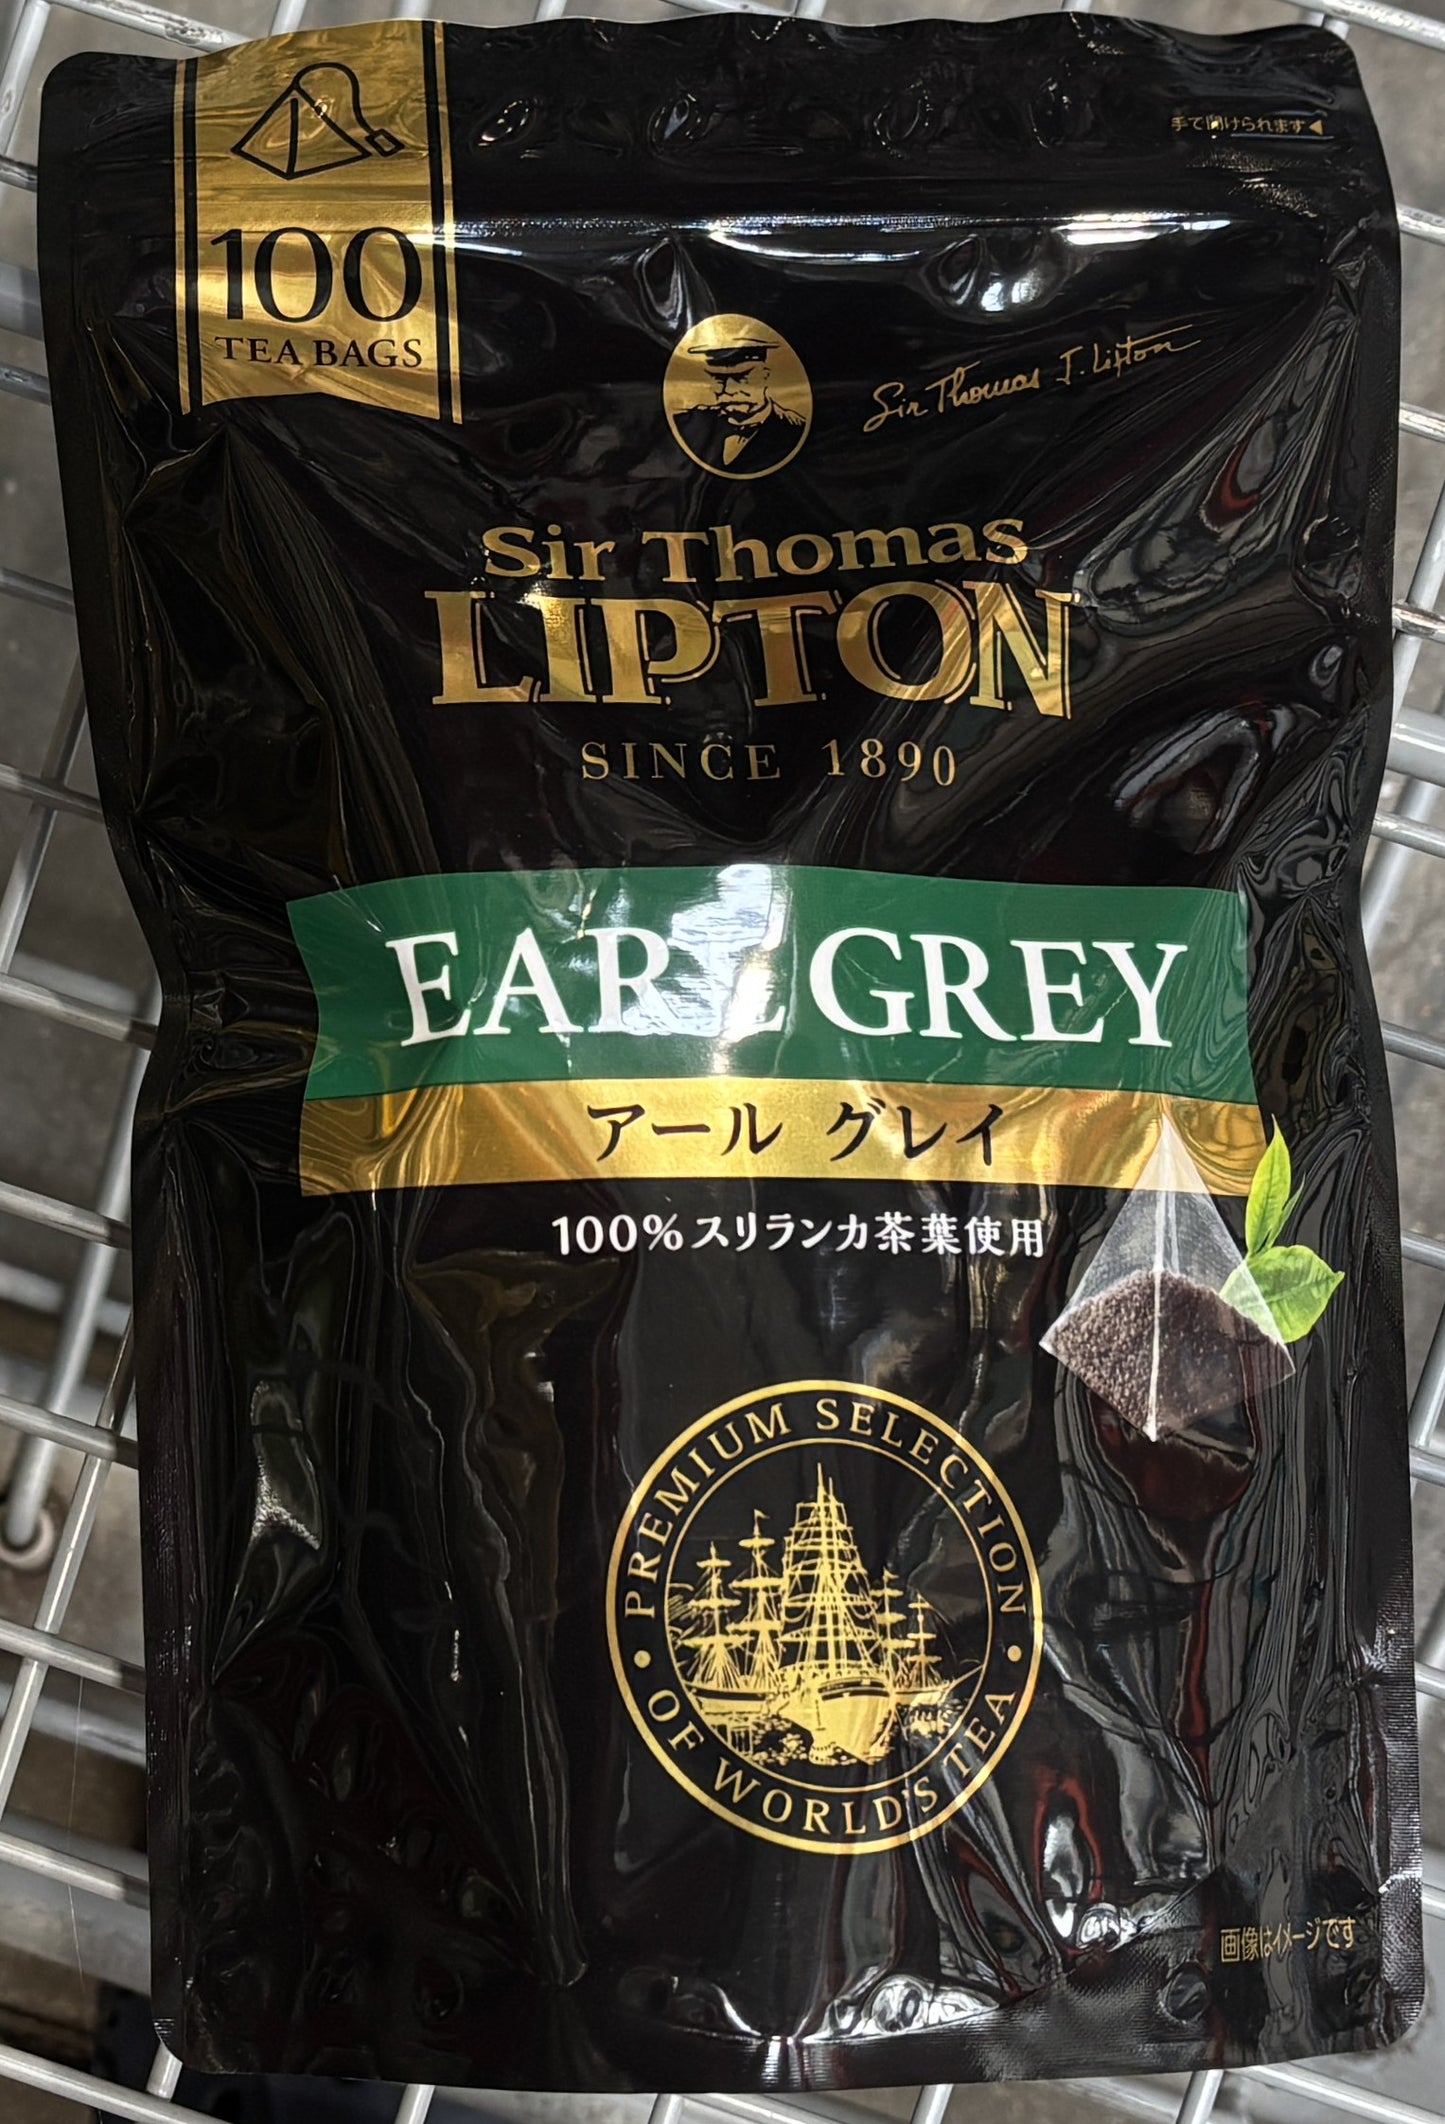 手で開けられます◀
100
TEA BAGS
Sir Thomas J. Lipton
Sir Thomas
LIPTON
SINCE 1890
EARL GREY
アール グレイ
100%スリランカ茶葉使用
PREMIUM SELECTION
• OF WORLD'S TEA •
画像はイメージです